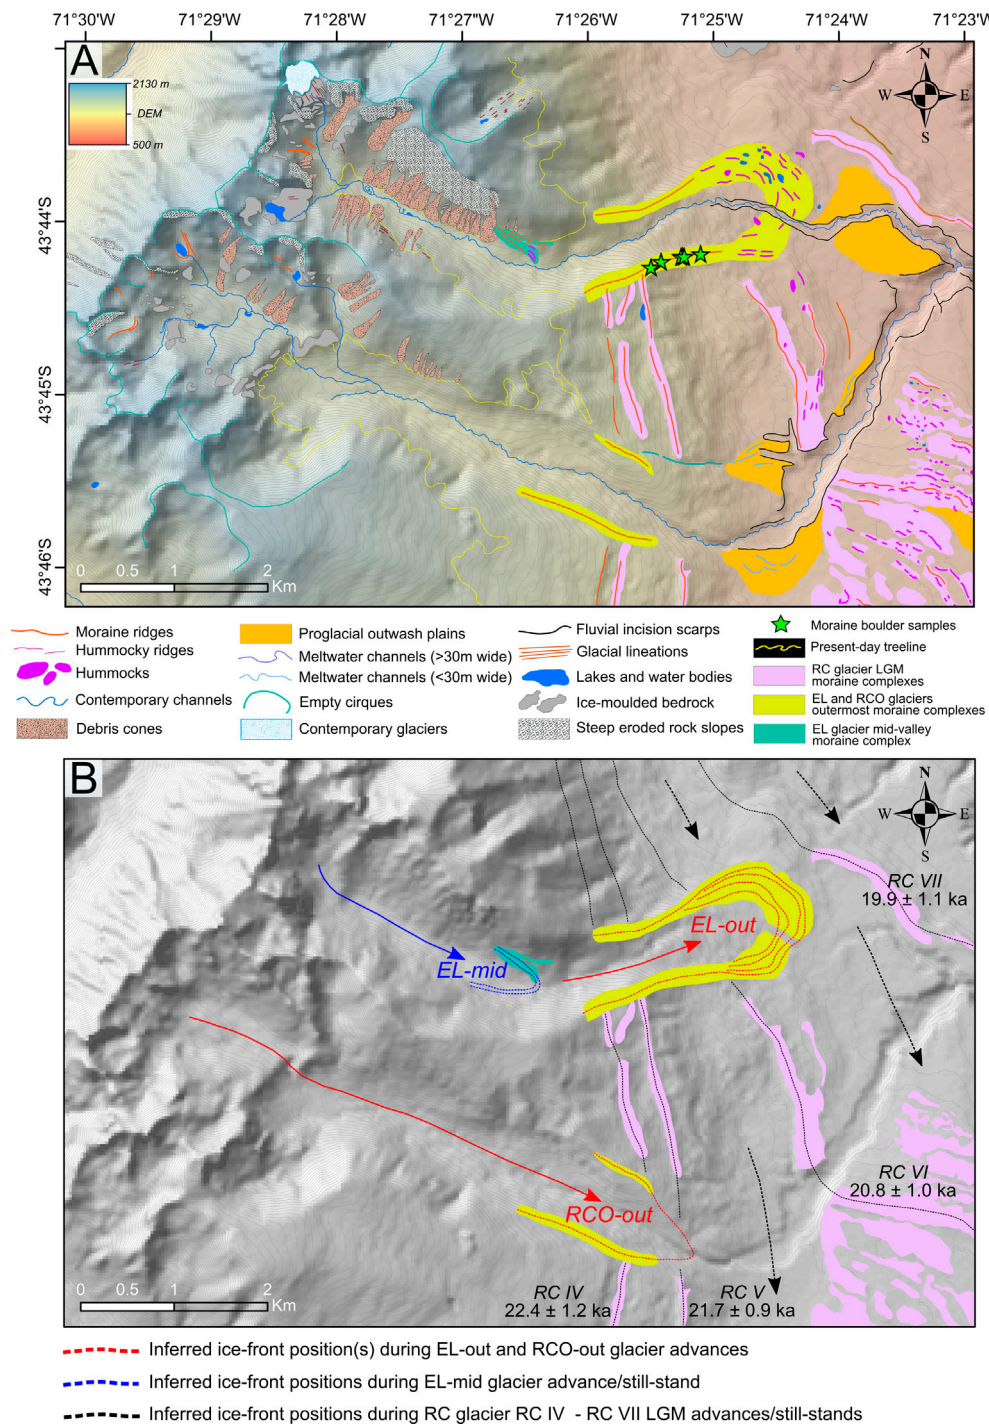 71°30'W 71°29'W 71°28'W 71°27'W 71°26'W 71°25'W 71°24'W 71°23'W
A
2130 m
DEM
500 m
N
W E
S
43°44'S
43°45'S
43°46'S
0 0.5 1 2
Km
Moraine ridges
Hummocky ridges
Hummocks
Contemporary channels
Debris cones
Proglacial outwash plains
Meltwater channels (>30m wide)
Meltwater channels (<30m wide)
Empty cirques
Contemporary glaciers
Fluvial incision scarps
Glacial lineations
Lakes and water bodies
Ice-moulded bedrock
Steep eroded rock slopes
Moraine boulder samples
Present-day treeline
RC glacier LGM
moraine complexes
EL and RCO glaciers
outermost moraine complexes
EL glacier mid-valley
moraine complex
B
N
W E
S
RC VII
19.9 ± 1.1 ka
EL-out
EL-mid
RC VI
20.8 ± 1.0 ka
RCO-out
RC IV
22.4 ± 1.2 ka
RC V
21.7 ± 0.9 ka
0 0.5 1 2
Km
Inferred ice-front position(s) during EL-out and RCO-out glacier advances
Inferred ice-front positions during EL-mid glacier advance/still-stand
Inferred ice-front positions during RC glacier RC IV - RC VII LGM advances/still-stands